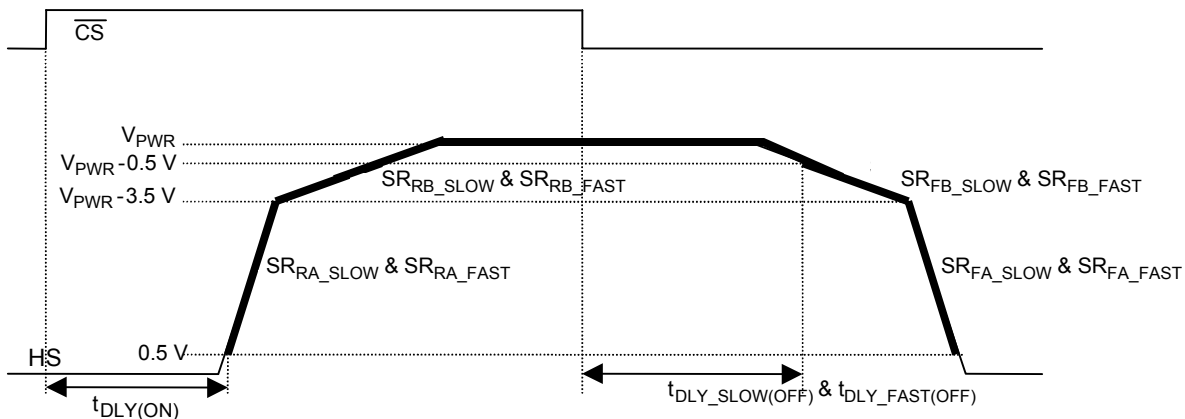 CS
VPWR
VPWR -0.5 V
SRRB_SLOW & SRRB_FAST
SRFB_SLOW & SRFB_FAST
VPWR -3.5 V
SRRA_SLOW & SRRA_FAST
SRFA_SLOW & SRFA_FAST
0.5 V
HS
tDLY(ON)
tDLY_SLOW(OFF) & tDLY_FAST(OFF)